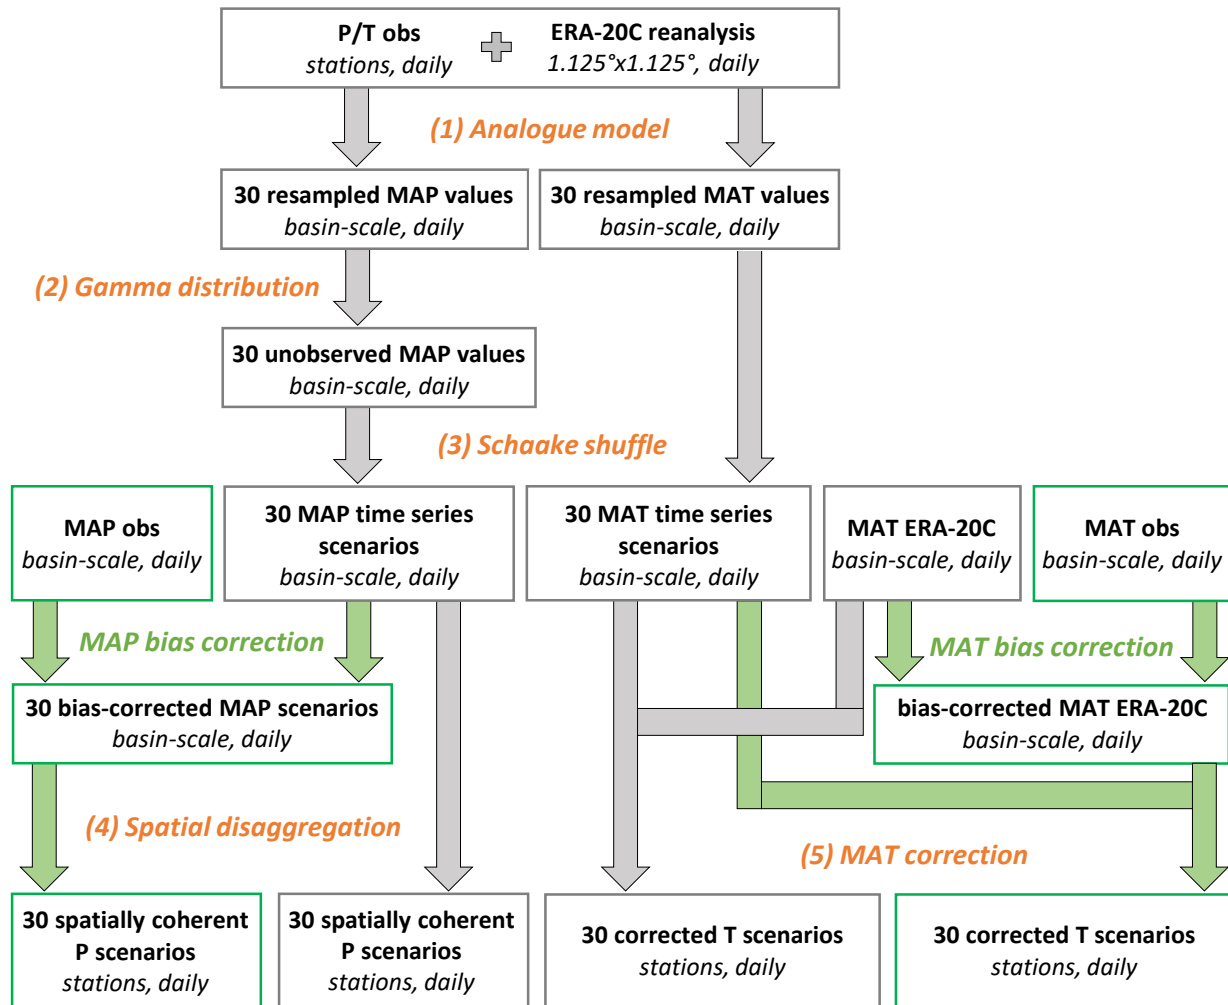 P/T obs
stations, daily
ERA-20C reanalysis
1.125°x1.125°, daily
(1) Analogue model
30 resampled MAP values
basin-scale, daily
30 resampled MAT values
basin-scale, daily
(2) Gamma distribution
30 unobserved MAP values
basin-scale, daily
(3) Schaake shuffle
MAP obs
basin-scale, daily
30 MAP time series
scenarios
basin-scale, daily
30 MAT time series
scenarios
basin-scale, daily
MAT ERA-20C
basin-scale, daily
MAT obs
basin-scale, daily
MAP bias correction
MAT bias correction
30 bias-corrected MAP scenarios
basin-scale, daily
bias-corrected MAT ERA-20C
basin-scale, daily
(4) Spatial disaggregation
(5) MAT correction
30 spatially coherent
P scenarios
stations, daily
30 spatially coherent
P scenarios
stations, daily
30 corrected T scenarios
stations, daily
30 corrected T scenarios
stations, daily